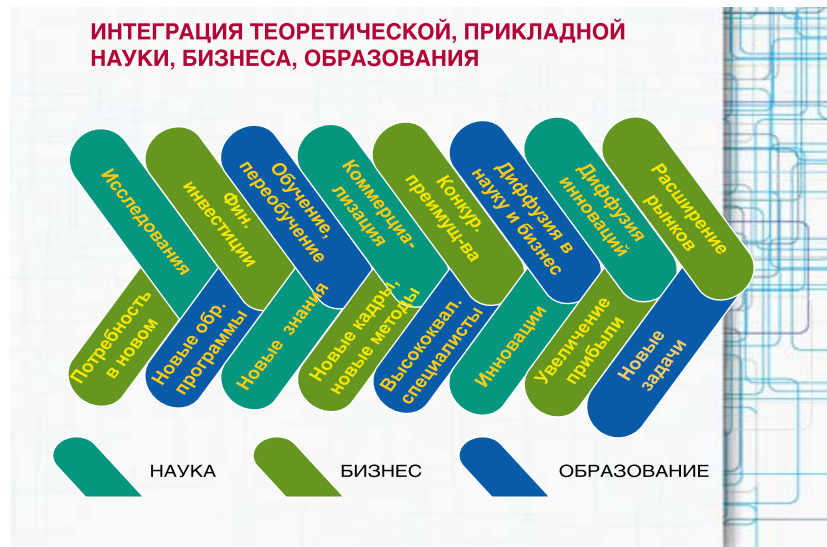 ИНТЕГРАЦИЯ ТЕОРЕТИЧЕСКОЙ, ПРИКЛАДНОЙ
НАУКИ, БИЗНЕСА, ОБРАЗОВАНИЯ
Исследования
Фин.
инвестиции
Обучение,
переобучение
Коммерциа-
лизация
Конкур.
преимущ-ва
Диффузия в
науку и бизнес
Диффузия
инноваций
Расширение
рынков
Потребность
в новом
Новые обр.
программы
Новые знания
Новые кадры,
новые методы
Высококвал.
специалисты
Инновации
Увеличение
прибыли
Новые
задачи
НАУКА
БИЗНЕС
ОБРАЗОВАНИЕ